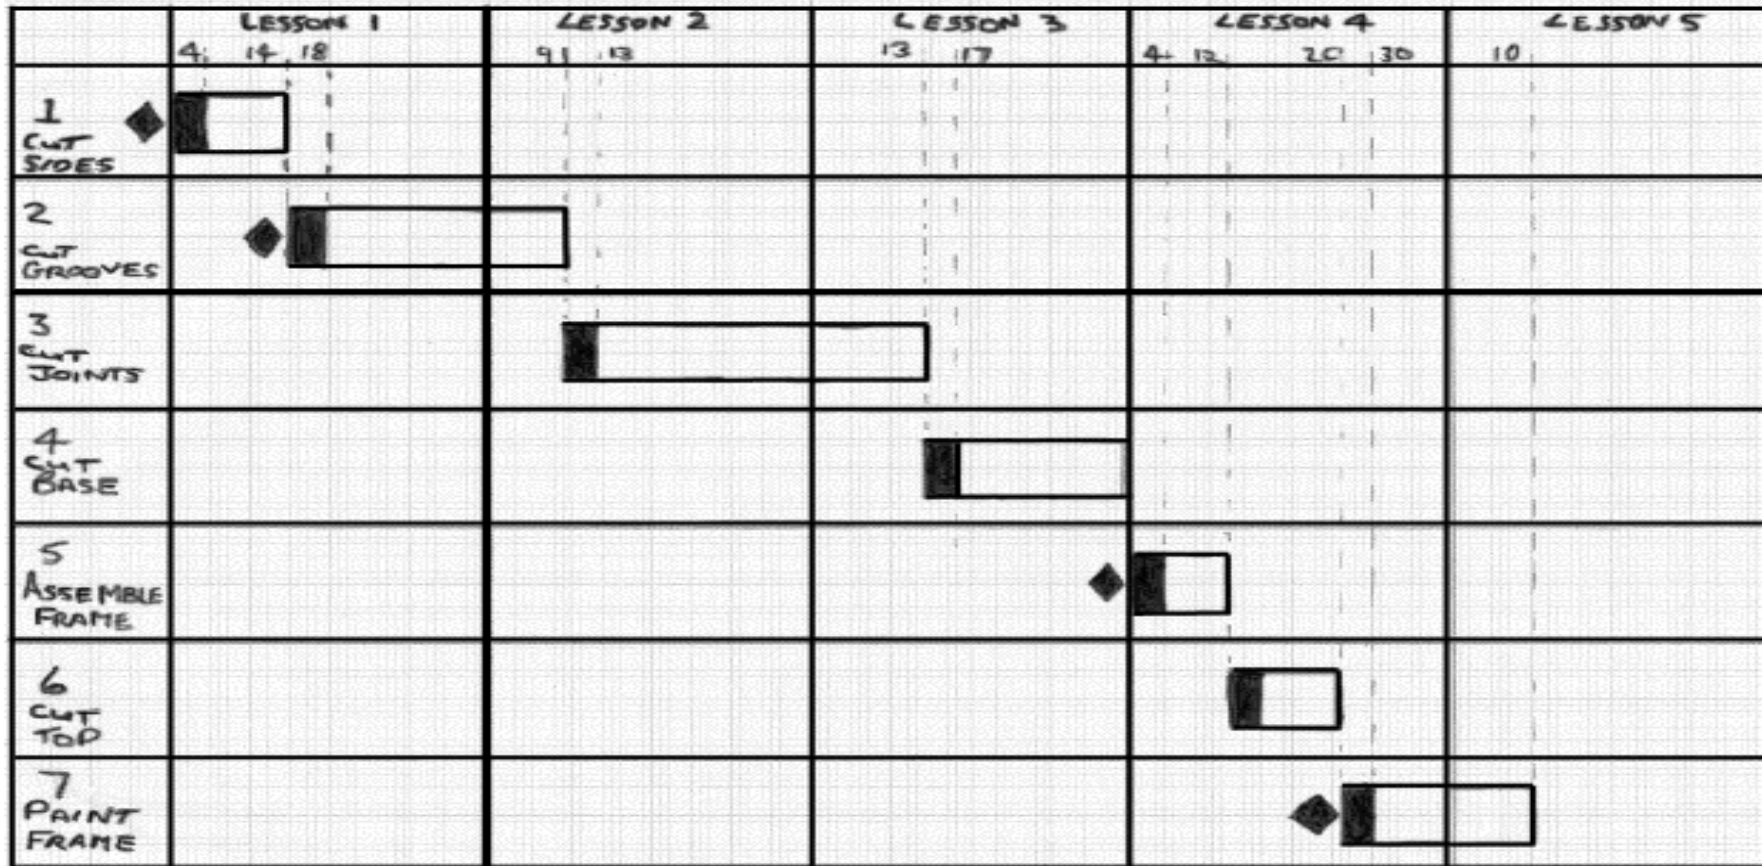 LESSON 1 LESSON 2 LESSON 3 LESSON 4 LESSON 5
4 14 18 9 13 13 17 4 12 26 30 10
1
CUT
SIDES
2
CUT
GROOVES
3
CUT
JOINTS
4
CUT
BASE
5
ASSEMBLE
FRAME
6
CUT
TOP
7
PAINT
FRAME